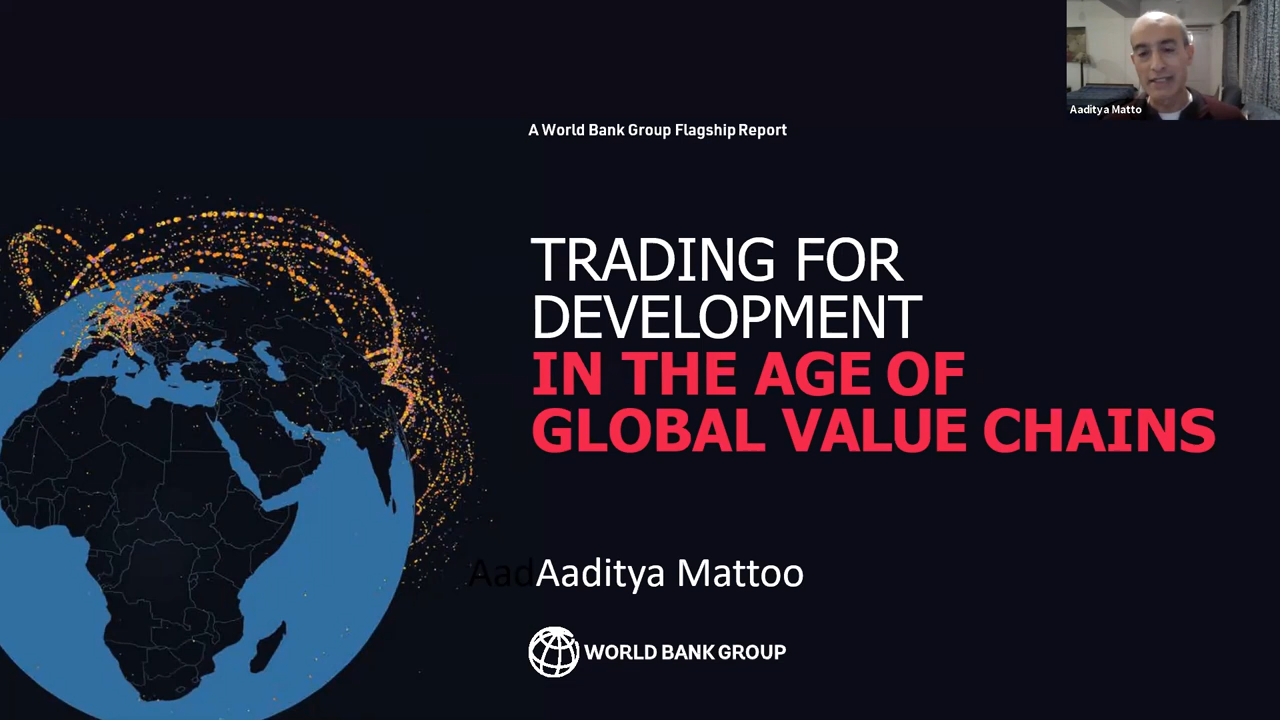 Aaditya Matto
A World Bank Group Flagship Report
TRADING FOR
DEVELOPMENT
IN THE AGE OF
GLOBAL VALUE CHAINS
AadAaditya Mattoo
WORLD BANK GROUP